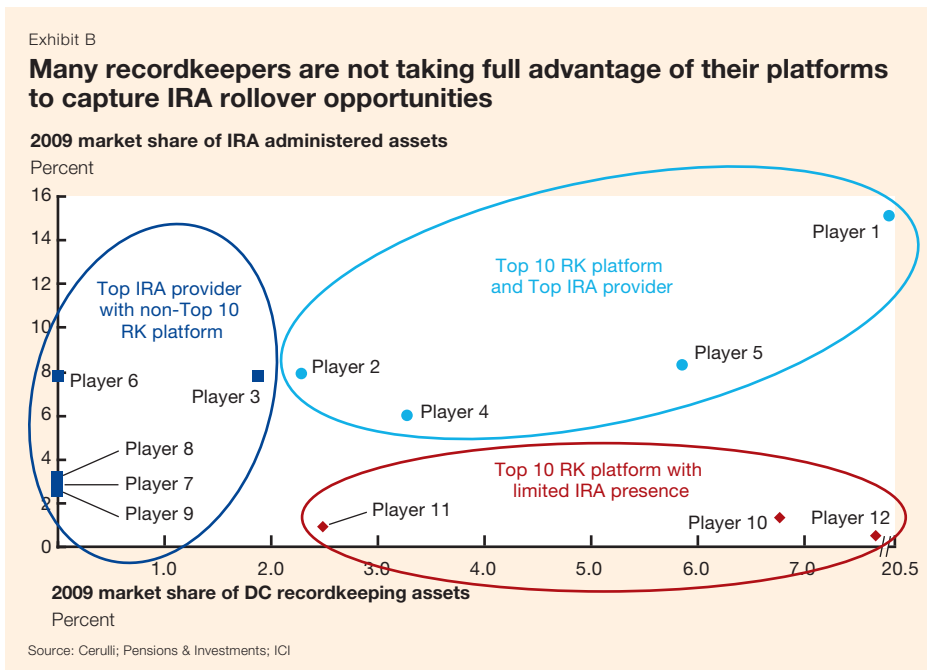 Exhibit B
Many recordkeepers are not taking full advantage of their platforms
to capture IRA rollover opportunities
2009 market share of IRA administered assets
Percent
16
14
12
10
8
6
4
2
0
Top IRA provider
with non-Top 10
RK platform
Top 10 RK platform
and Top IRA provider
Player 1
Player 5
Player 2
Player 6
Player 3
Player 4
Player 8
Player 7
Player 9
Top 10 RK platform with
limited IRA presence
Player 11
Player 10
Player 12
1.0
2.0
3.0
4.0
5.0
6.0
7.0
20.5
2009 market share of DC recordkeeping assets
Percent
Source: Cerulli; Pensions & Investments; ICI